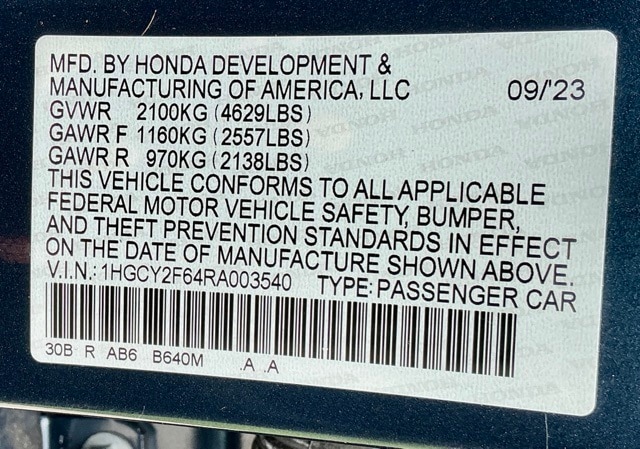 MFD. BY HONDA DEVELOPMENT &
MANUFACTURING OF AMERICA, LLC 09/'23
GVWR 2100KG (4629LBS)
GAWR F 1160KG (2557LBS)
GAWR R 970KG (2138LBS)
THIS VEHICLE CONFORMS TO ALL APPLICABLE
FEDERAL MOTOR VEHICLE SAFETY, BUMPER,
AND THEFT PREVENTION STANDARDS IN EFFECT
ON THE DATE OF MANUFACTURE SHOWN ABOVE.
V.I.N.: 1HGCY2F64RA003540 TYPE: PASSENGER CAR
30B R AB6 B640M .A .A